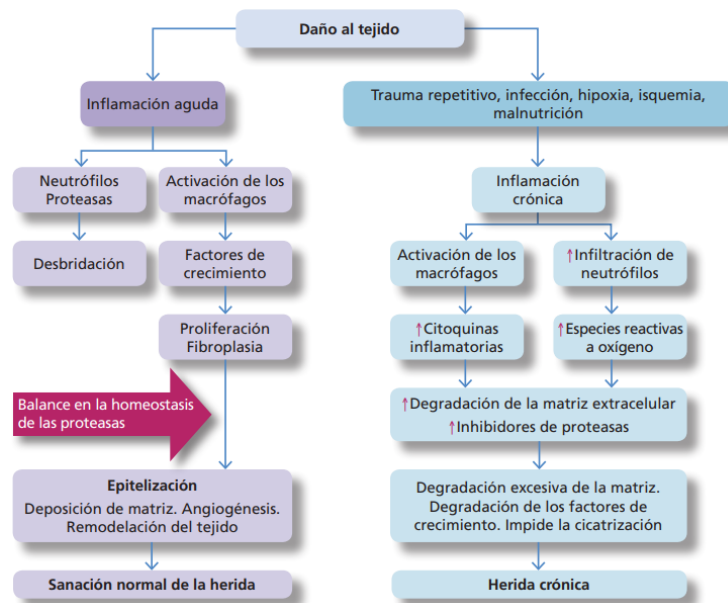 Daño al tejido
Inflamación aguda
Trauma repetitivo, infección, hipoxia, isquemia,
malnutrición
Neutrófilos
Proteasas
Activación de los
macrófagos
Inflamación
crónica
Desbridación
Factores de
crecimiento
Activación de los
macrófagos
↑Infiltración de
neutrófilos
Proliferación
Fibroplasia
↑Citoquinas
inflamatorias
↑Especies reactivas
a oxígeno
Balance en la homeostasis
de las proteasas
↑Degradación de la matriz extracelular
↑Inhibidores de proteasas
Epitelización
Deposición de matriz. Angiogénesis.
Remodelación del tejido
Degradación excesiva de la matriz.
Degradación de los factores de
crecimiento. Impide la cicatrización
Sanación normal de la herida
Herida crónica